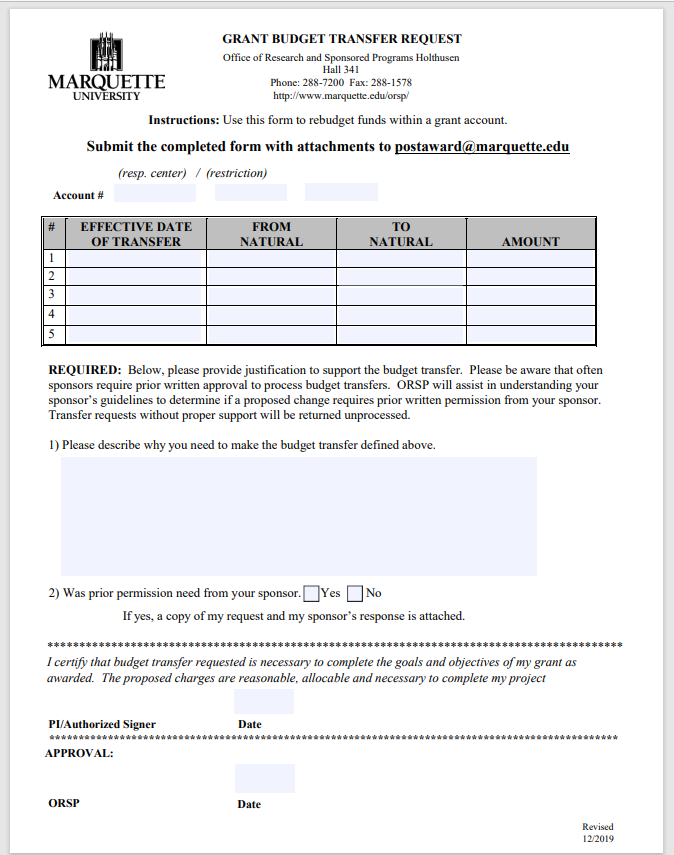 GRANT BUDGET TRANSFER REQUEST
Office of Research and Sponsored Programs Holthusen
Hall 341
Phone: 288-7200  Fax: 288-1578
http://www.marquette.edu/orsp/
MARQUETTE
UNIVERSITY
Instructions: Use this form to rebudget funds within a grant account.
Submit the completed form with attachments to postaward@marquette.edu
(resp. center)  /  (restriction)
Account #
# EFFECTIVE DATE OF TRANSFER FROM NATURAL TO NATURAL AMOUNT
1
2
3
4
5
REQUIRED:  Below, please provide justification to support the budget transfer.  Please be aware that often
sponsors require prior written approval to process budget transfers.  ORSP will assist in understanding your
sponsor's guidelines to determine if a proposed change requires prior written permission from your sponsor.
Transfer requests without proper support will be returned unprocessed.
1) Please describe why you need to make the budget transfer defined above.
2) Was prior permission need from your sponsor. Yes No
If yes, a copy of my request and my sponsor's response is attached.
******************************************************************************************
I certify that budget transfer requested is necessary to complete the goals and objectives of my grant as
awarded.  The proposed charges are reasonable, allocable and necessary to complete my project
PI/Authorized Signer Date
******************************************************************************************
APPROVAL:
ORSP Date
Revised
12/2019